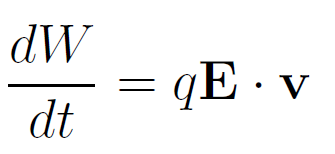 dW/dt = qE · v